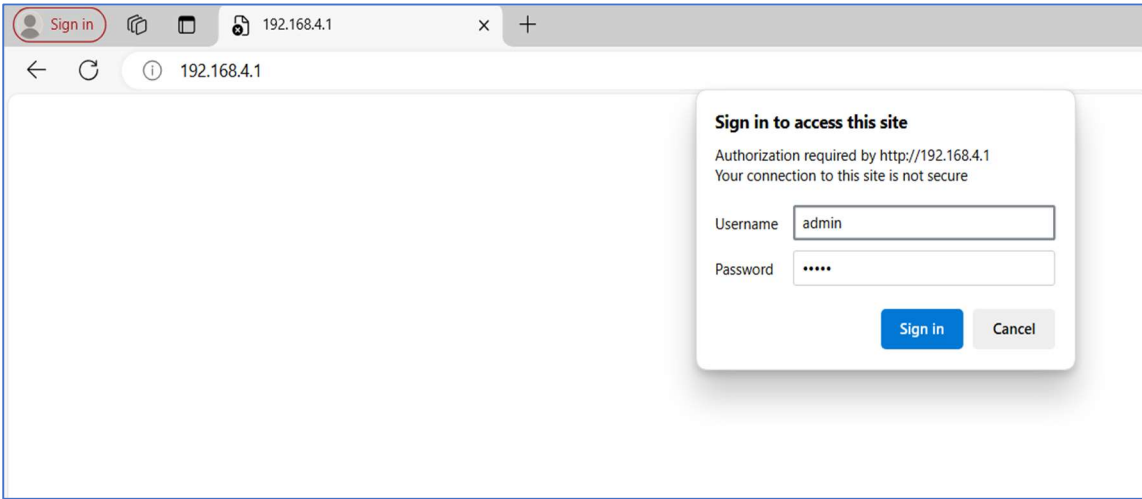 Sign in
192.168.4.1
192.168.4.1
Sign in to access this site
Authorization required by http://192.168.4.1
Your connection to this site is not secure
Username admin
Password •••••
Sign in Cancel